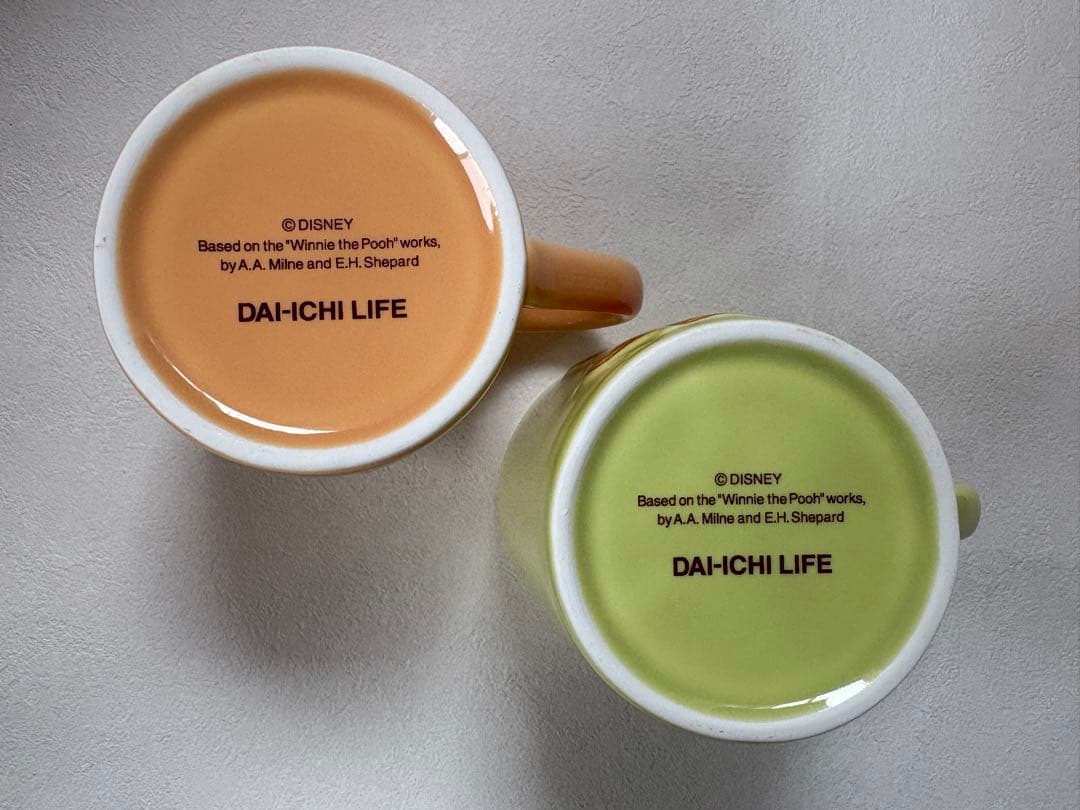 © DISNEY
Based on the "Winnie the Pooh" works,
by A.A. Milne and E.H. Shepard
DAI-ICHI LIFE
© DISNEY
Based on the "Winnie the Pooh" works,
by A.A. Milne and E.H. Shepard
DAI-ICHI LIFE